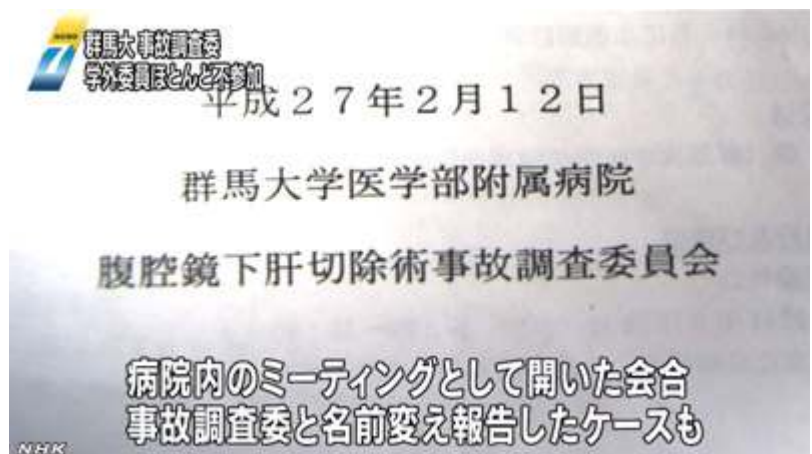 群馬大 事故調査委
学外委員ほとんど不参加
平成27年2月12日
群馬大学医学部附属病院
腹腔鏡下肝切除術事故調査委員会
病院内のミーティングとして開いた会合
事故調査委と名前変え報告したケースも
NHK